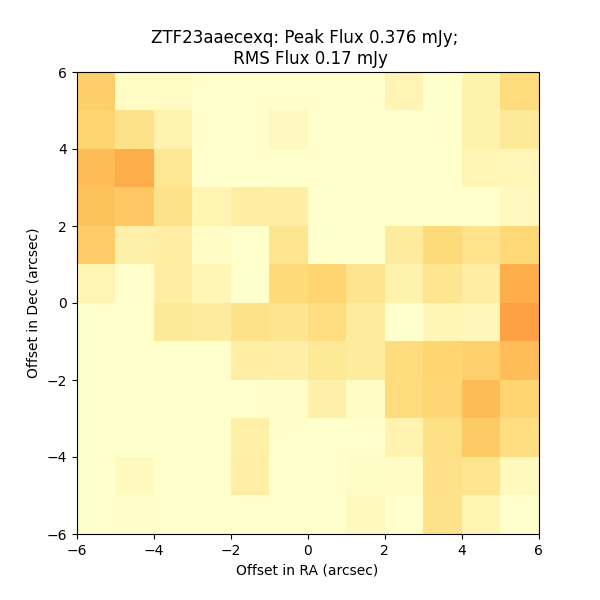 ZTF23aaecexq: Peak Flux 0.376 mJy;
RMS Flux 0.17 mJy
6
4
2
0
−2
−4
−6
Offset in Dec (arcsec)
−6 −4 −2 0 2 4 6
Offset in RA (arcsec)